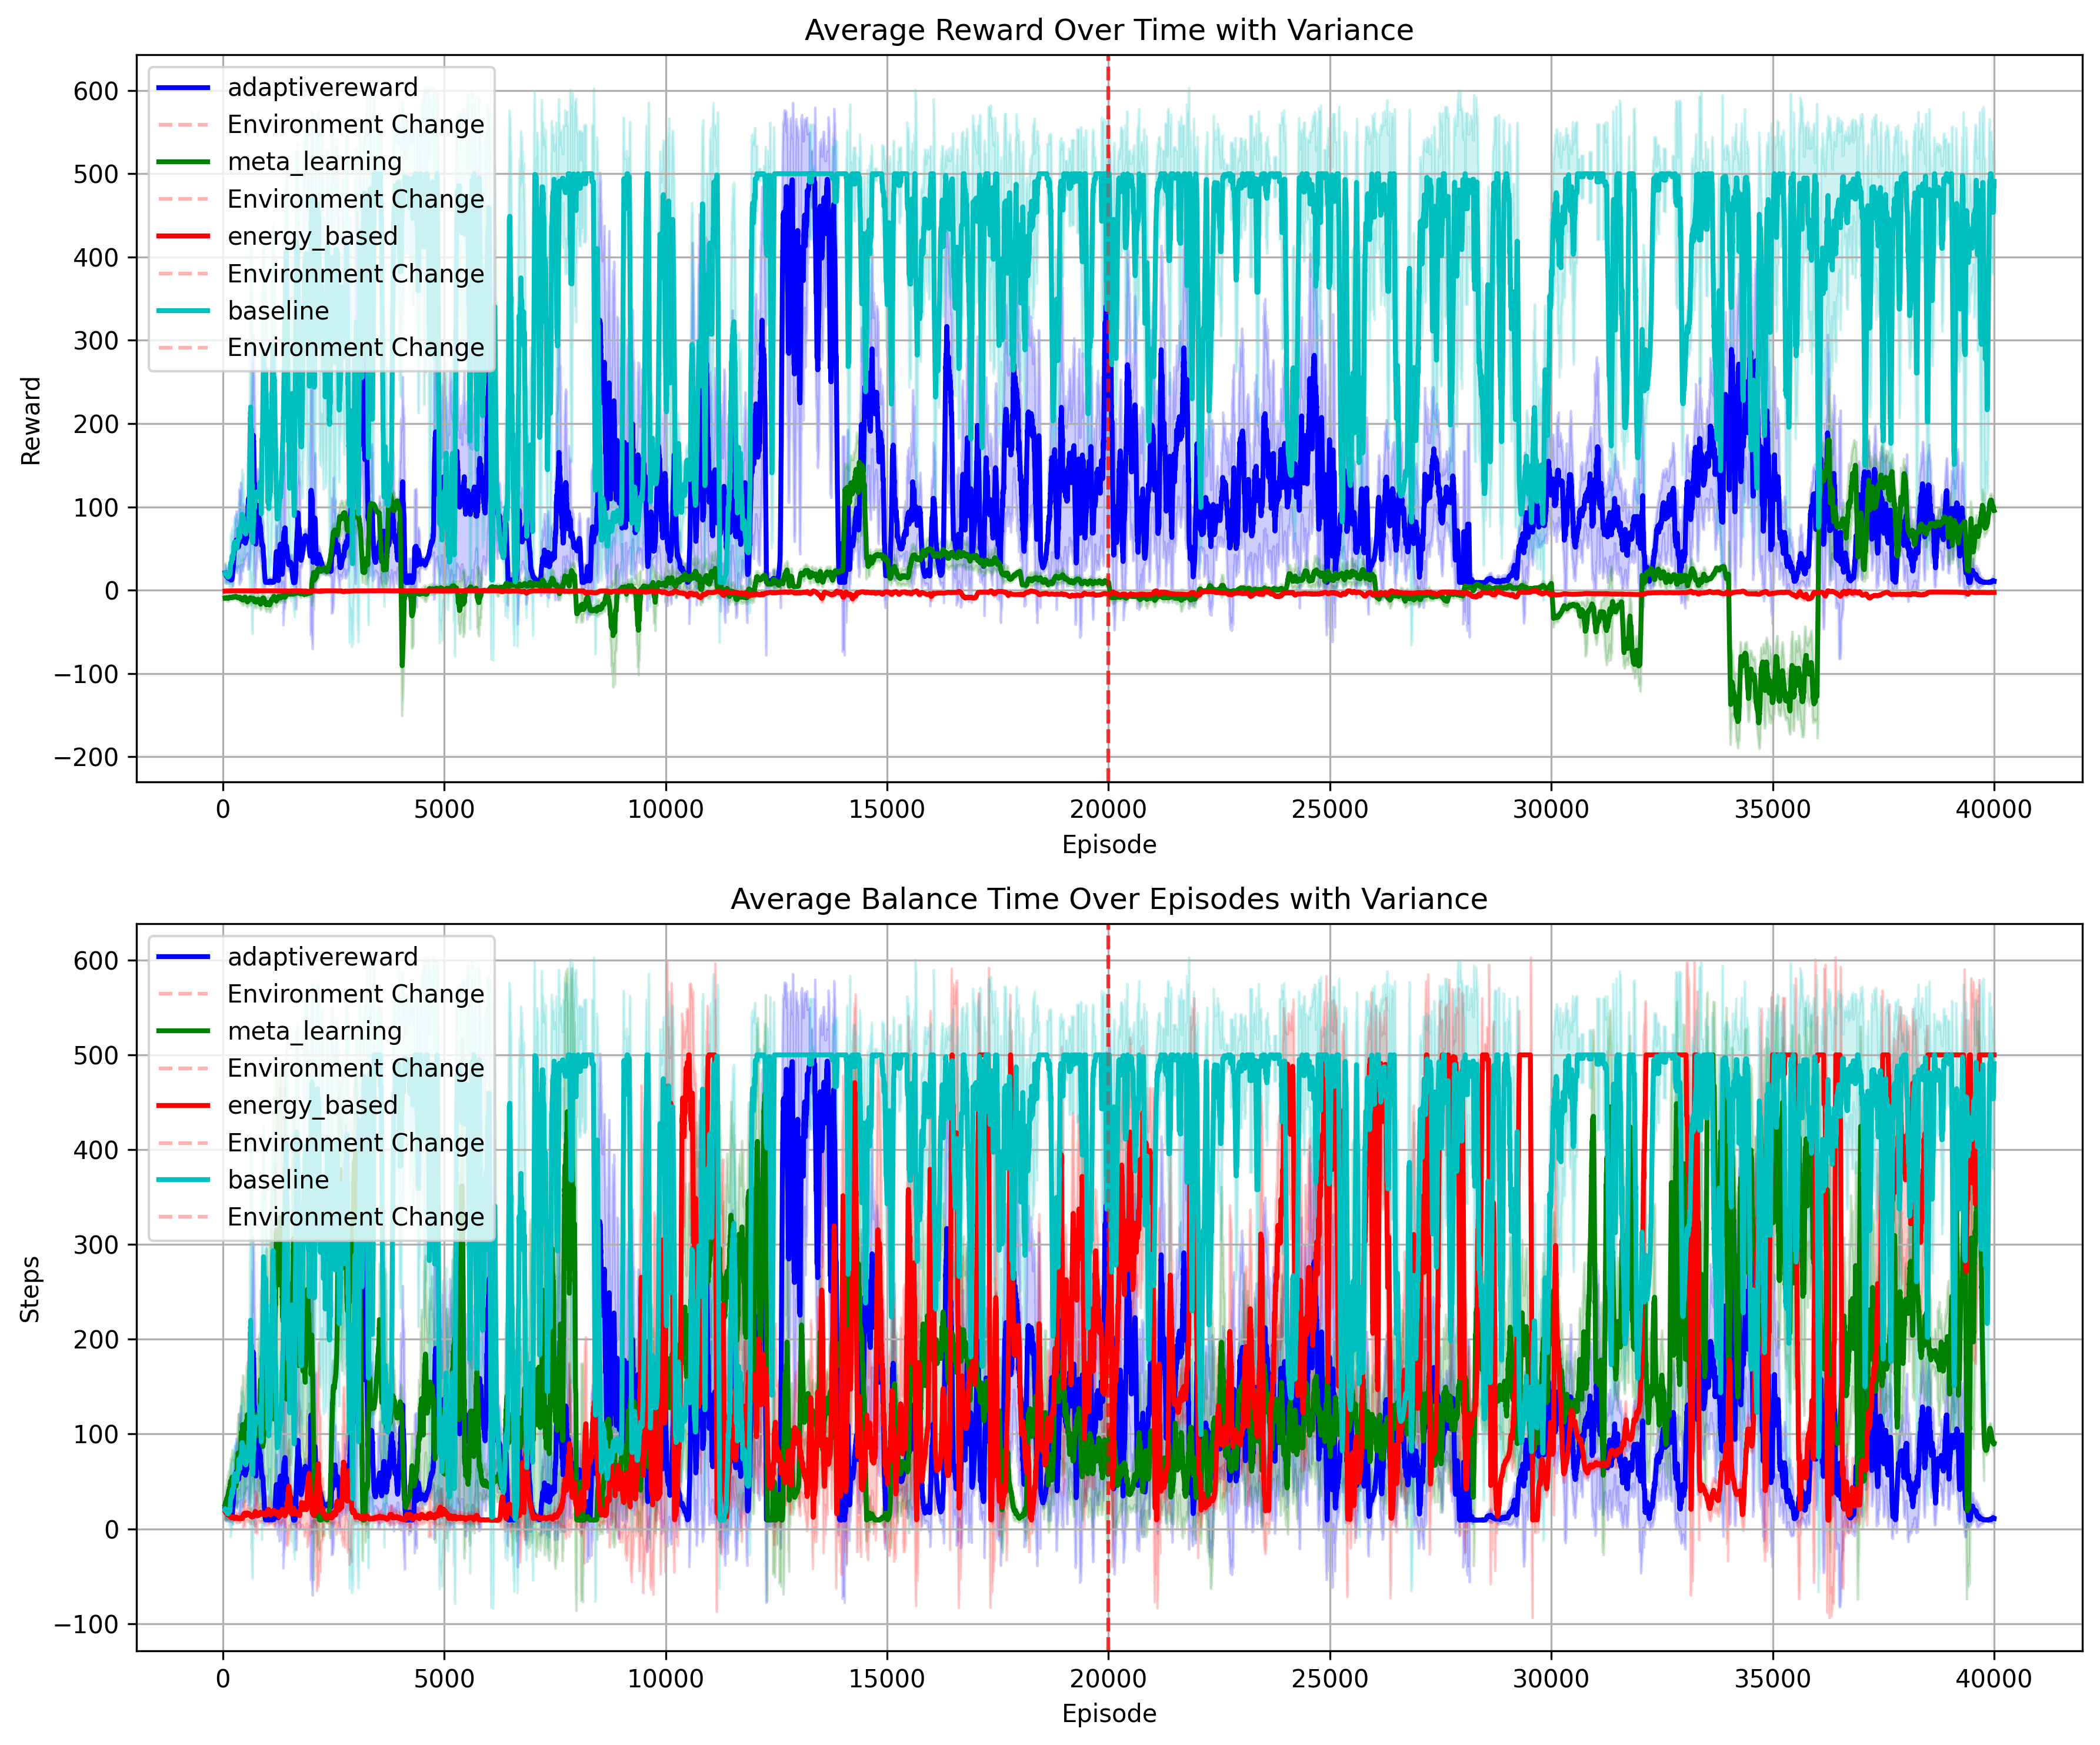 Average Reward Over Time with Variance
600
500
400
300
200
100
0
−100
−200
Reward
adaptivereward
Environment Change
meta_learning
Environment Change
energy_based
Environment Change
baseline
Environment Change
0 5000 10000 15000 20000 25000 30000 35000 40000
Episode
Average Balance Time Over Episodes with Variance
600
500
400
300
200
100
0
−100
Steps
adaptivereward
Environment Change
meta_learning
Environment Change
energy_based
Environment Change
baseline
Environment Change
0 5000 10000 15000 20000 25000 30000 35000 40000
Episode